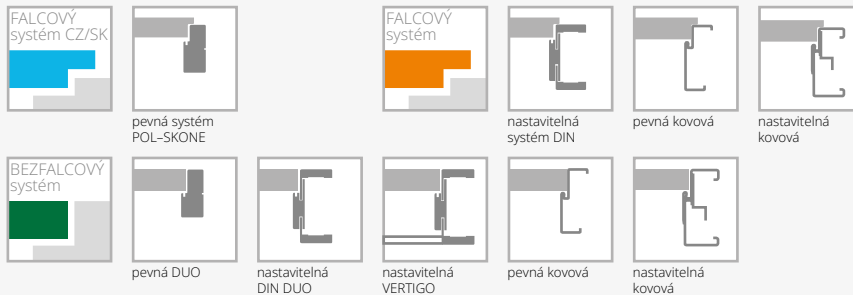 FALCOVÝ
systém CZ/SK
pevná systém
POL–SKONE
FALCOVÝ
systém
nastavitelná
systém DIN
pevná kovová
nastavitelná
kovová
BEZFALCOVÝ
systém
pevná DUO
nastavitelná
DIN DUO
nastavitelná
VERTIGO
pevná kovová
nastavitelná
kovová